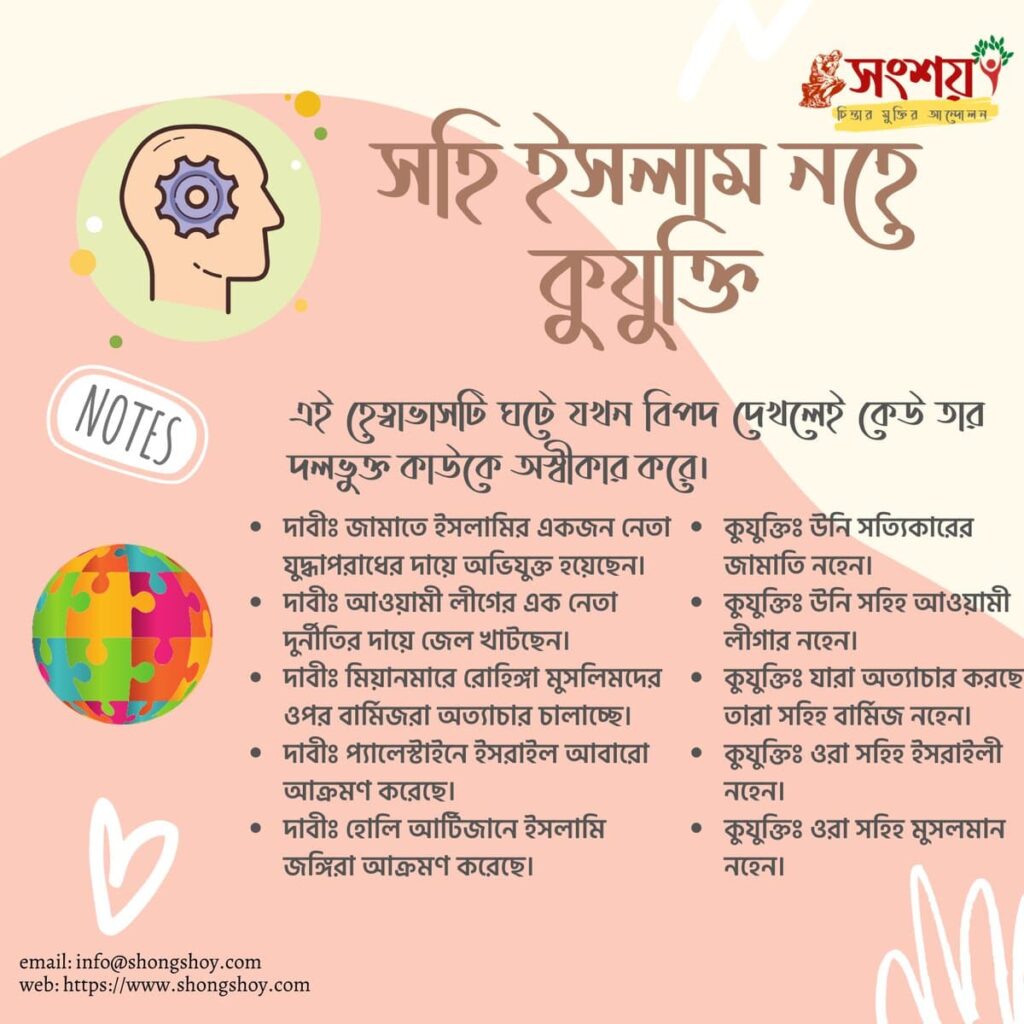 সংশয়
চিন্তার মুক্তির আন্দোলন
সহি ইসলাম নহে
কুযুক্তি
NOTES
এই হেত্বাভাসটি ঘটে যখন বিপদ দেখলেই কেউ তার
দলভুক্ত কাউকে অস্বীকার করে।
• দাবীঃ জামাতে ইসলামির একজন নেতা
যুদ্ধাপরাধের দায়ে অভিযুক্ত হয়েছেন।
• দাবীঃ আওয়ামী লীগের এক নেতা
দুর্নীতির দায়ে জেল খাটছেন।
• দাবীঃ মিয়ানমারে রোহিঙ্গা মুসলিমদের
ওপর বার্মিজরা অত্যাচার চালাচ্ছে।
• দাবীঃ প্যালেস্টাইনে ইসরাইল আবারো
আক্রমণ করেছে।
• দাবীঃ হোলি আর্টিজানে ইসলামি
জঙ্গিরা আক্রমণ করেছে।
• কুযুক্তিঃ উনি সত্যিকারের
জামাতি নহেন।
• কুযুক্তিঃ উনি সহিহ আওয়ামী
লীগার নহেন।
• কুযুক্তিঃ যারা অত্যাচার করছে
তারা সহিহ বার্মিজ নহেন।
• কুযুক্তিঃ ওরা সহিহ ইসরাইলী
নহেন।
• কুযুক্তিঃ ওরা সহিহ মুসলমান
নহেন।
email: info@shongshoy.com
web: https://www.shongshoy.com